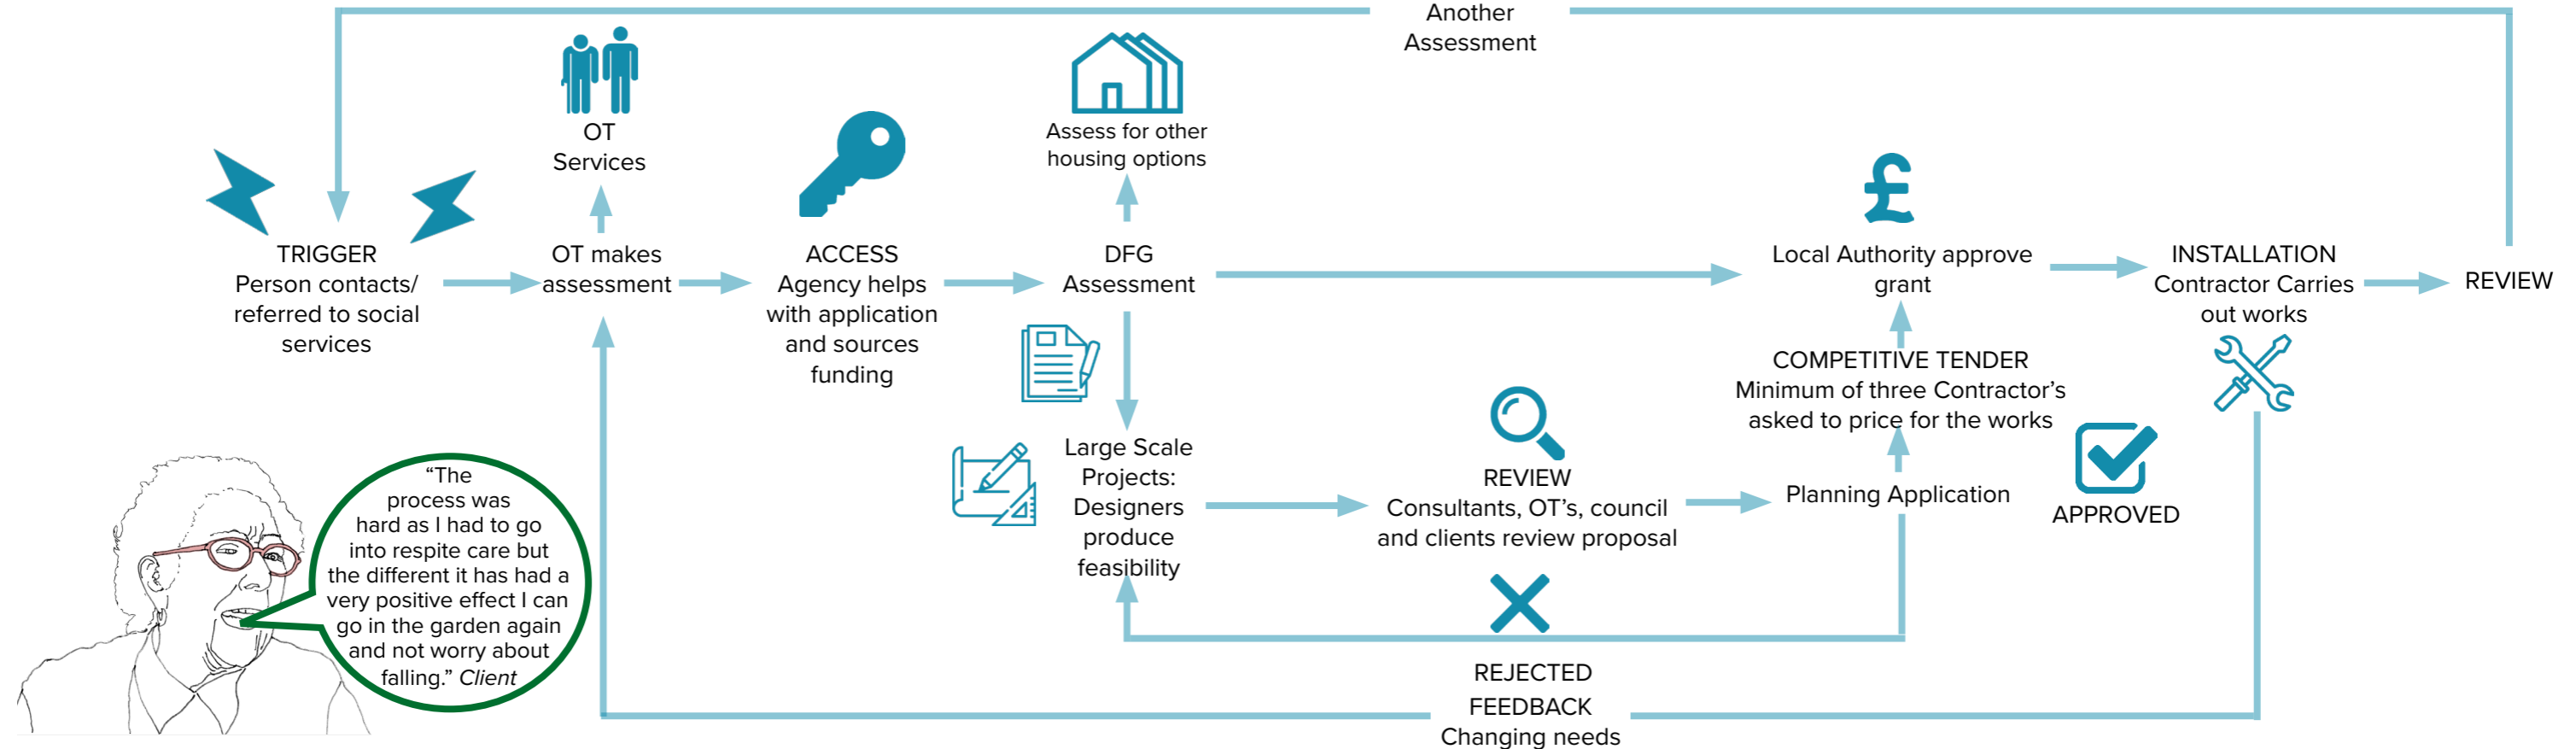 Another
Assessment
OT
Services
Assess for other
housing options
TRIGGER
Person contacts/
referred to social
services
OT makes
assessment
ACCESS
Agency helps
with application
and sources
funding
DFG
Assessment
Local Authority approve
grant
INSTALLATION
Contractor Carries
out works
REVIEW
COMPETITIVE TENDER
Minimum of three Contractor’s
asked to price for the works
Large Scale
Projects:
Designers
produce
feasibility
REVIEW
Consultants, OT’s, council
and clients review proposal
Planning Application
APPROVED
“The
process was
hard as I had to go
into respite care but
the different it has had a
very positive effect I can
go in the garden again
and not worry about
falling.” Client
REJECTED
FEEDBACK
Changing needs